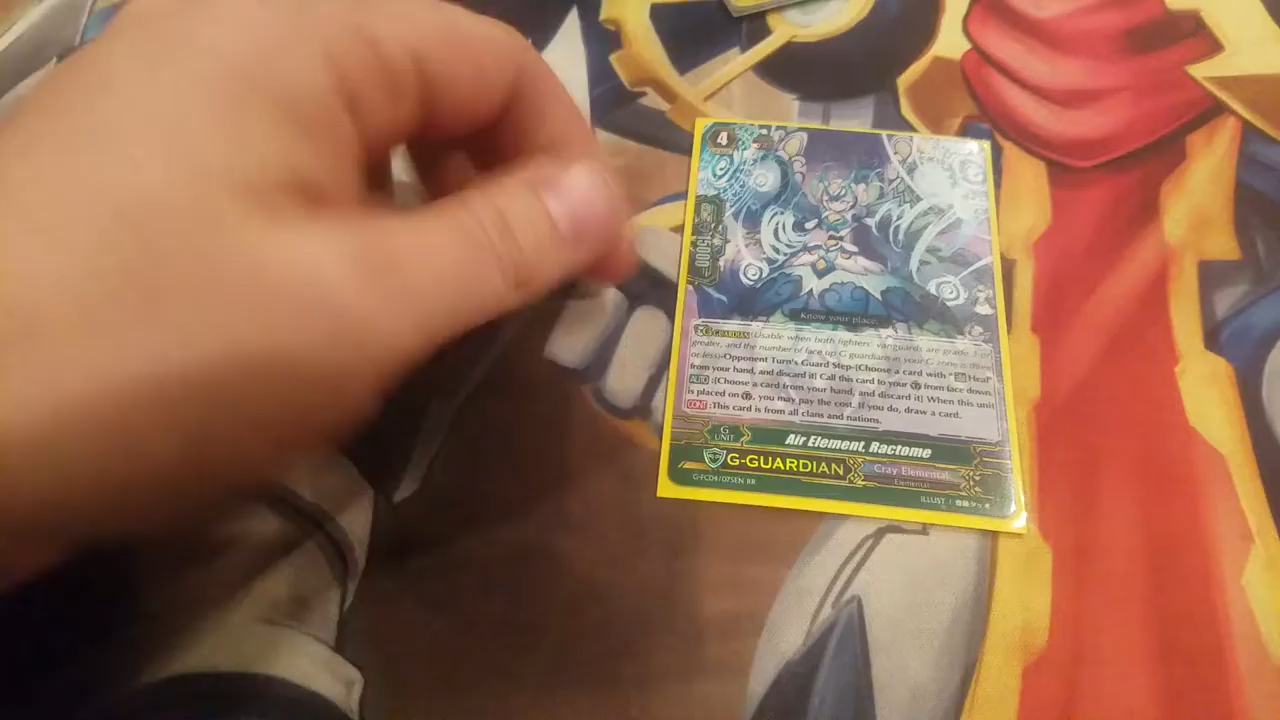 4
15000
Know your place.
G GUARDIAN (Usable when both fighters' vanguards are grade 3 or
greater, and the number of face up G guardians in your G zone is three
or less)-Opponent Turn's Guard Step-[Choose a card with " Heal"
from your hand, and discard it] Call this card to your from face down.
AUTO :[Choose a card from your hand, and discard it] When this unit
is placed on , you may pay the cost. If you do, draw a card.
CONT :This card is from all clans and nations.
G UNIT
Air Element, Ractome
G-GUARDIAN
Cray Elemental
Elemental
G-FC04/075EN RR
ILLUST /